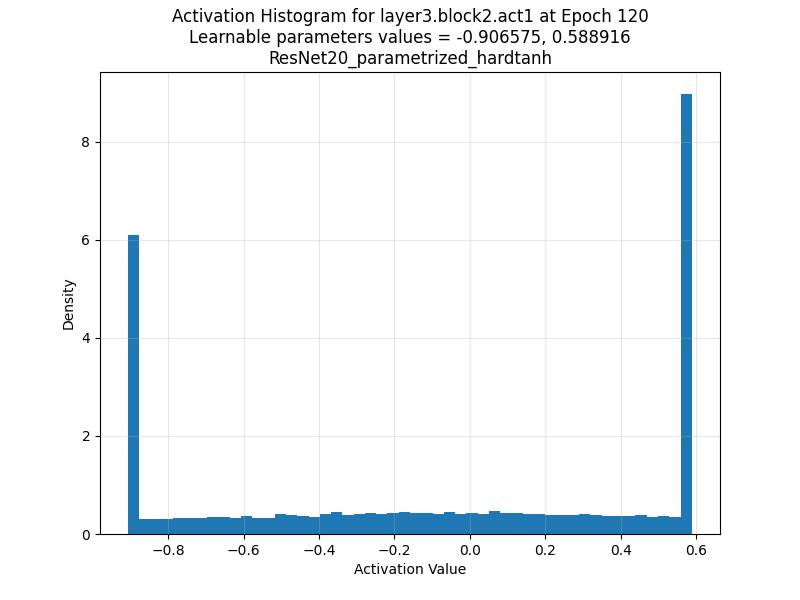 Activation Histogram for layer3.block2.act1 at Epoch 120
Learnable parameters values = -0.906575, 0.588916
ResNet20_parametrized_hardtanh
Density
8
6
4
2
0
−0.8 −0.6 −0.4 −0.2 0.0 0.2 0.4 0.6
Activation Value